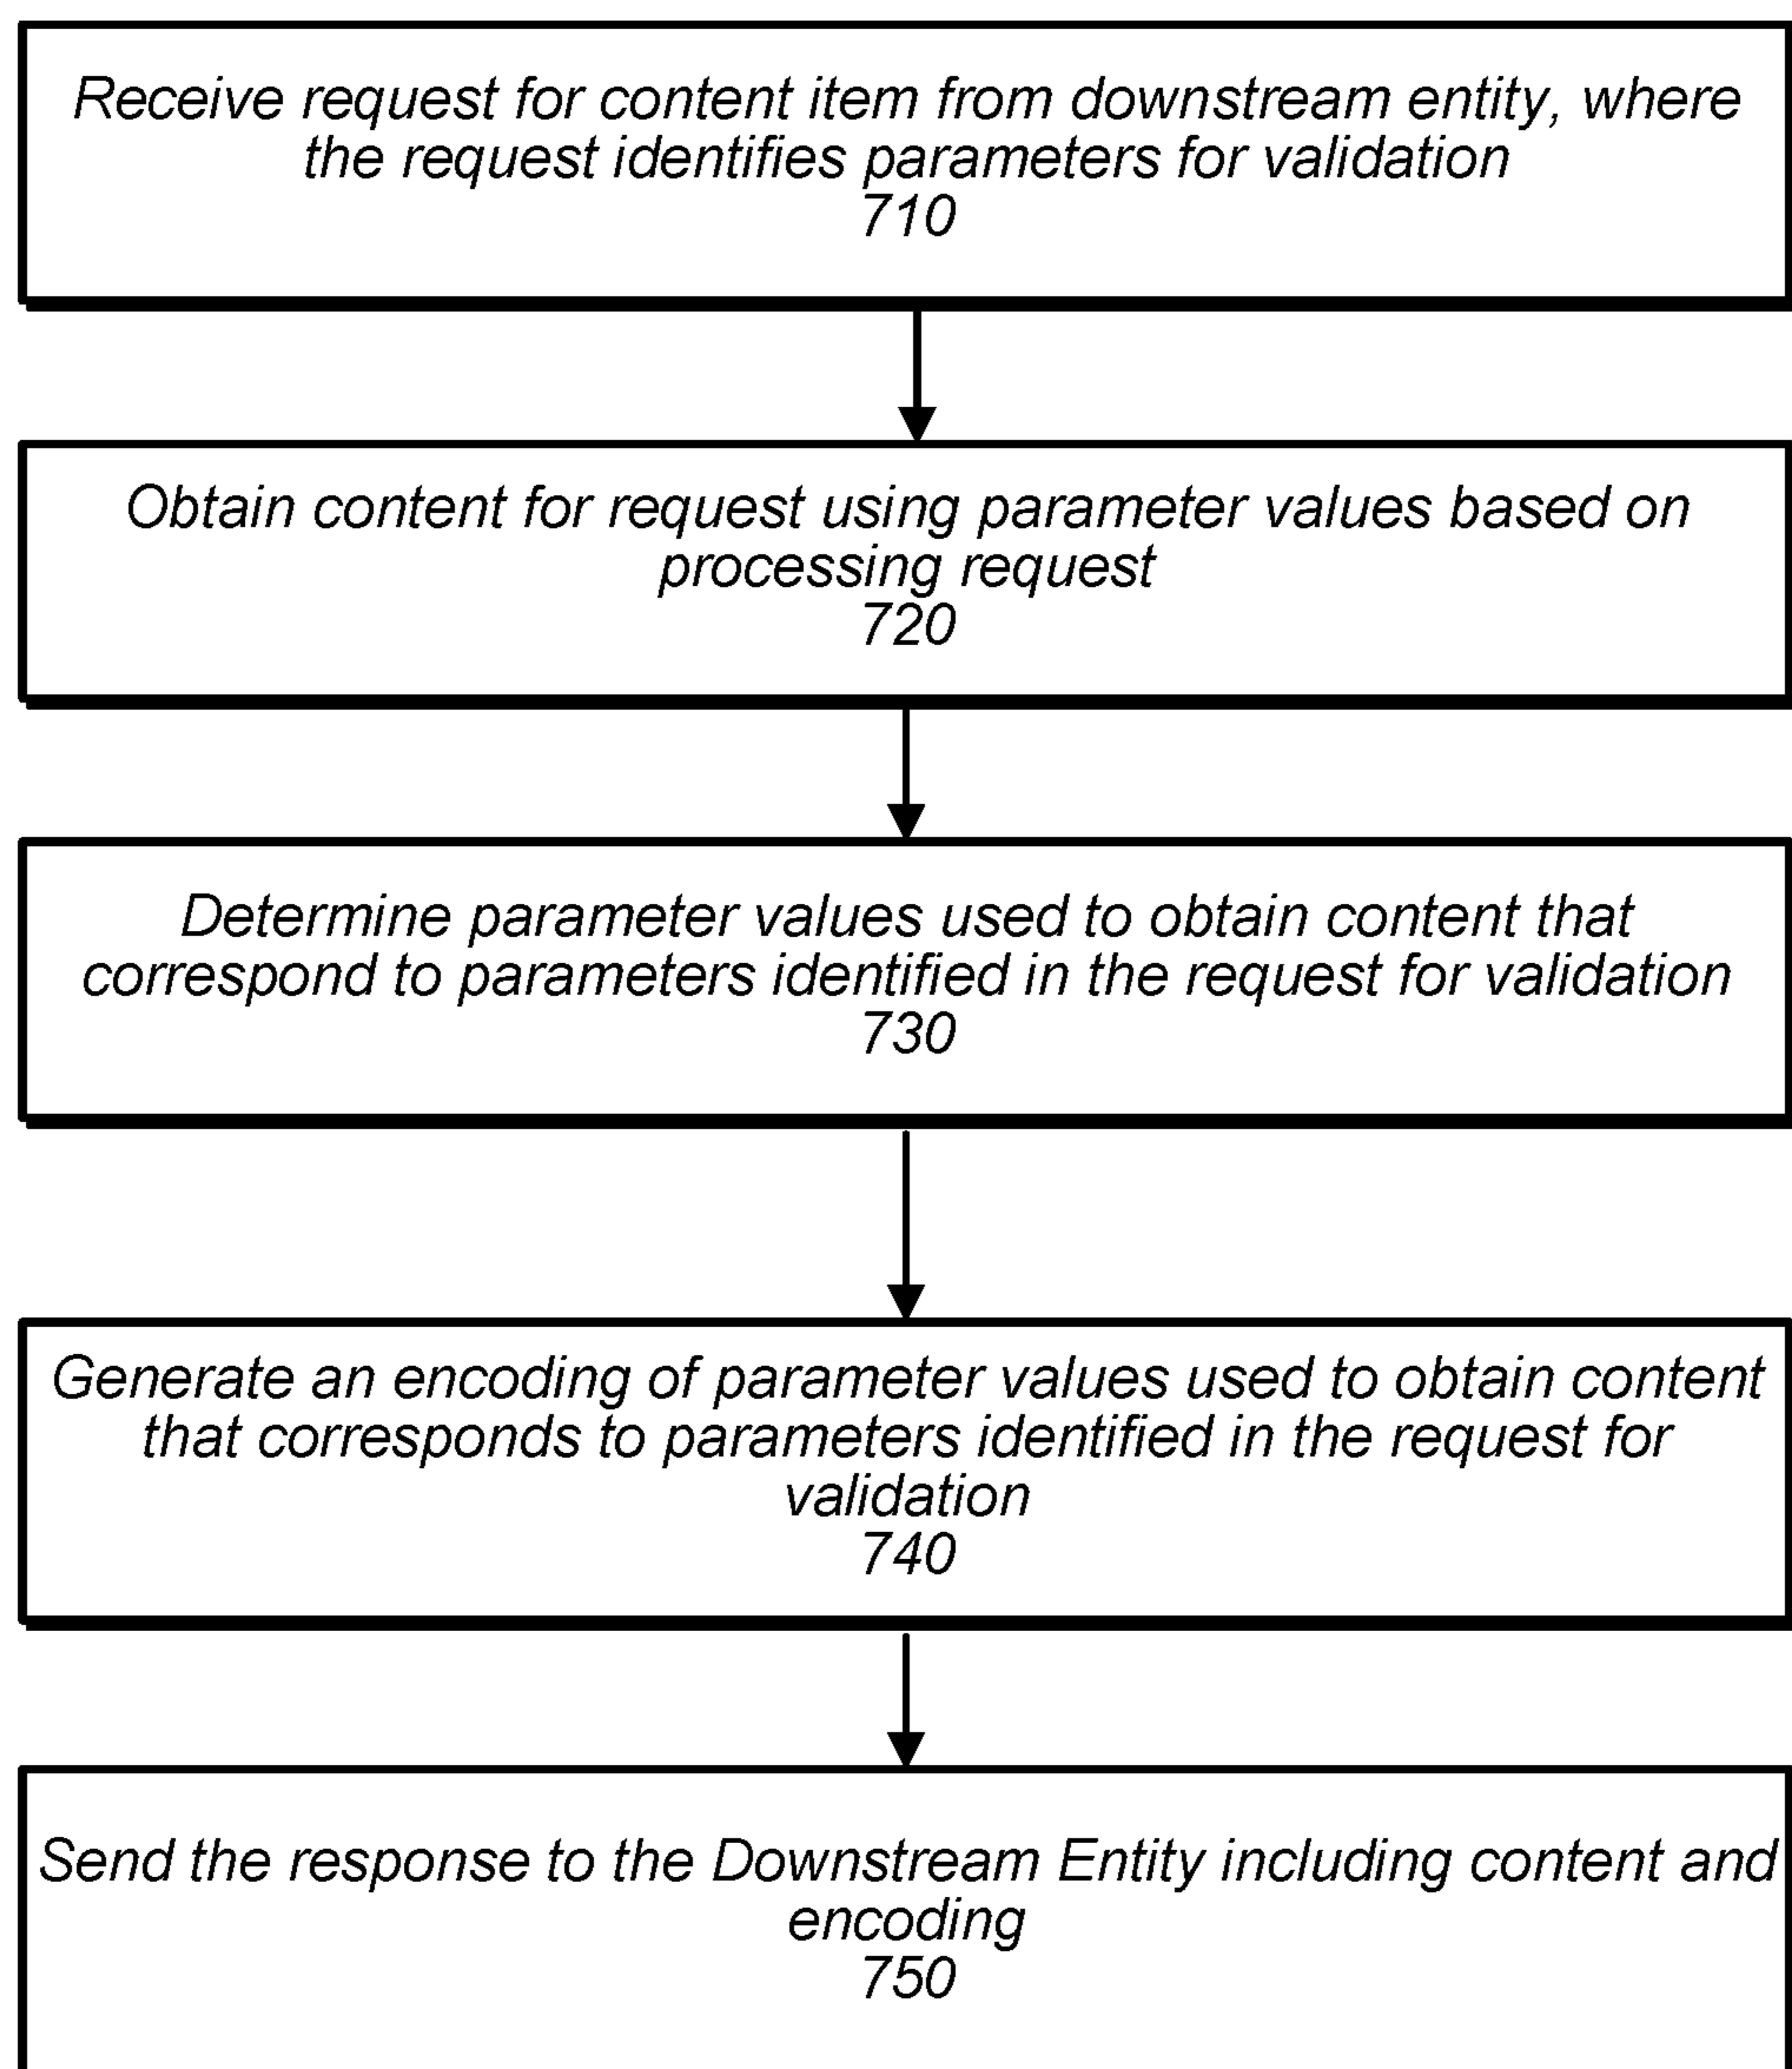 Receive request for content item from downstream entity, where
the request identifies parameters for validation
710
Obtain content for request using parameter values based on
processing request
720
Determine parameter values used to obtain content that
correspond to parameters identified in the request for validation
730
Generate an encoding of parameter values used to obtain content
that corresponds to parameters identified in the request for
validation
740
Send the response to the Downstream Entity including content and
encoding
750